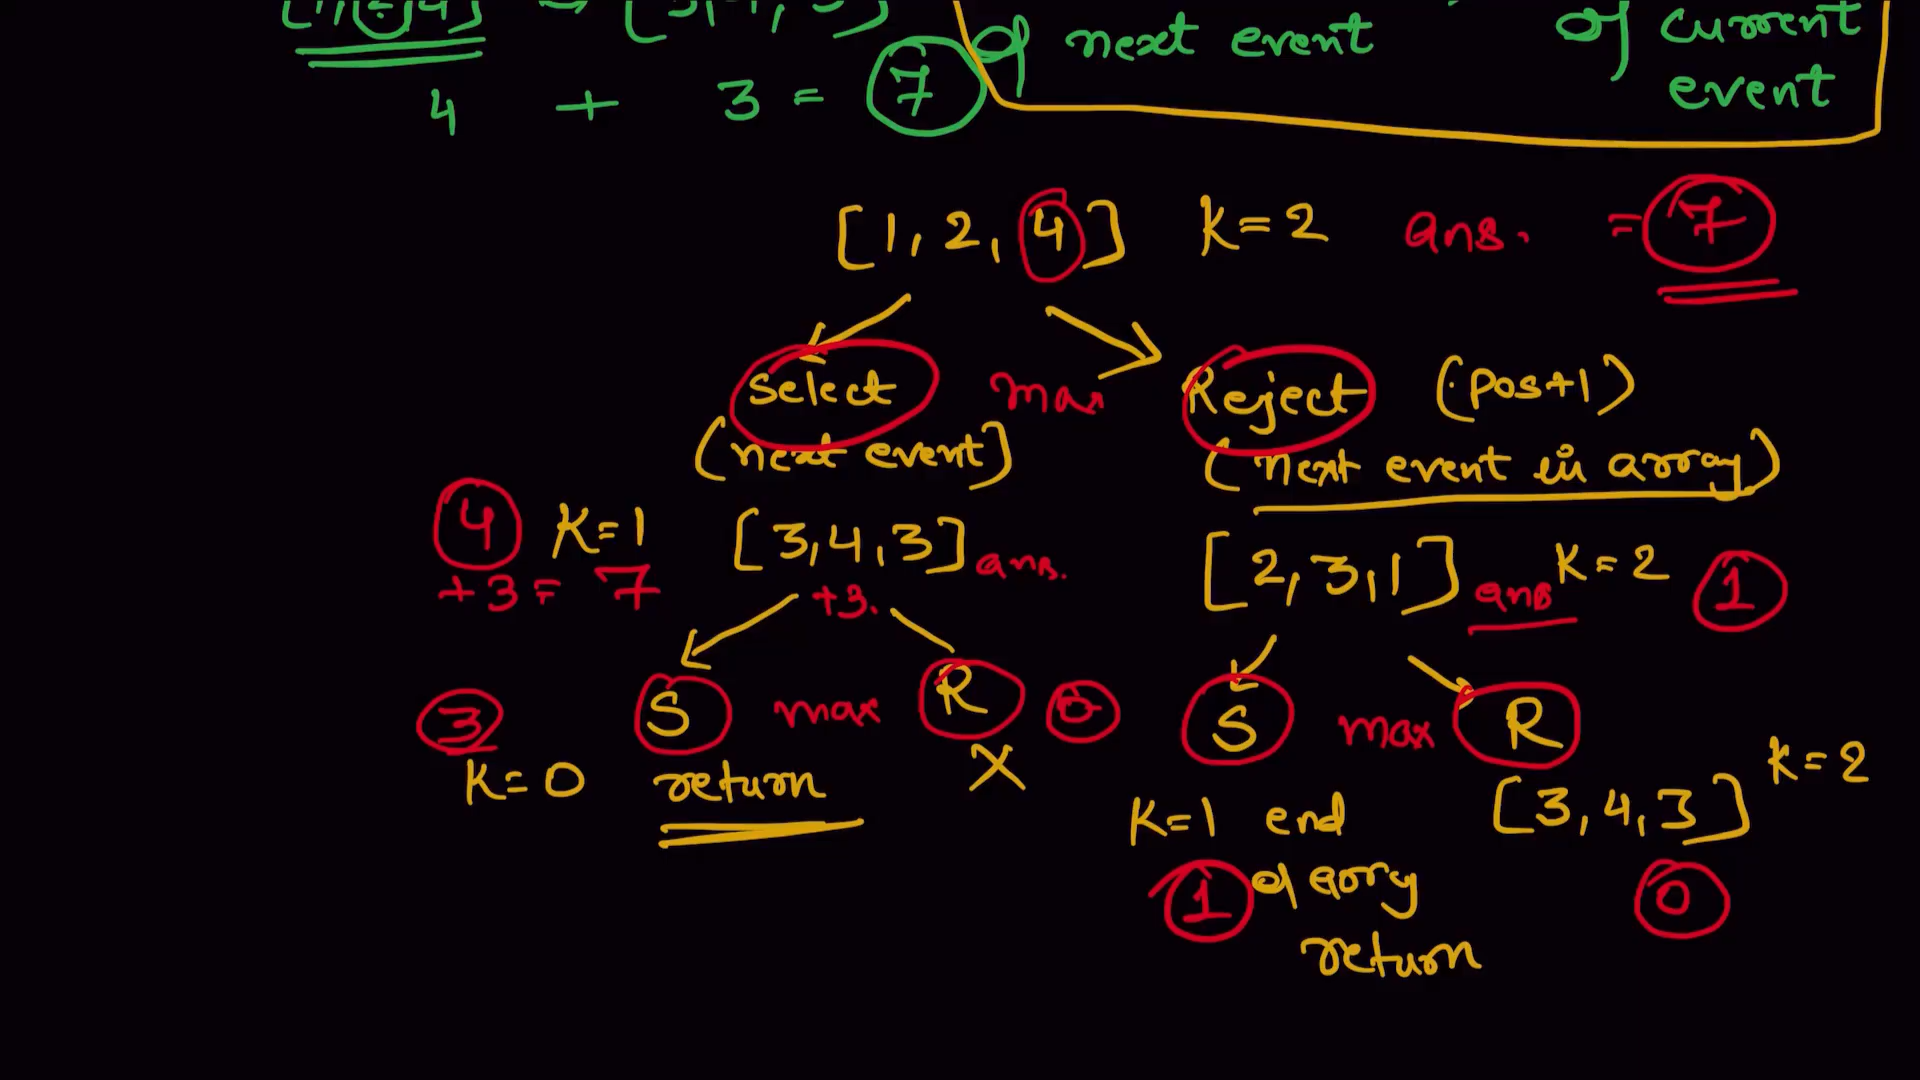 of next event of current
4 + 3 = 7 event
[1, 2, 4] K=2 ans. = 7
Select max Reject (pos+1)
(next event) (next event in array)
4 K=1 [3,4,3] ans. [2,3,1] ans K=2 1
+3= 7 +3.
3 S max R 0 S max R
K=0 return X K=1 end [3,4,3] K=2
1 of 0
return